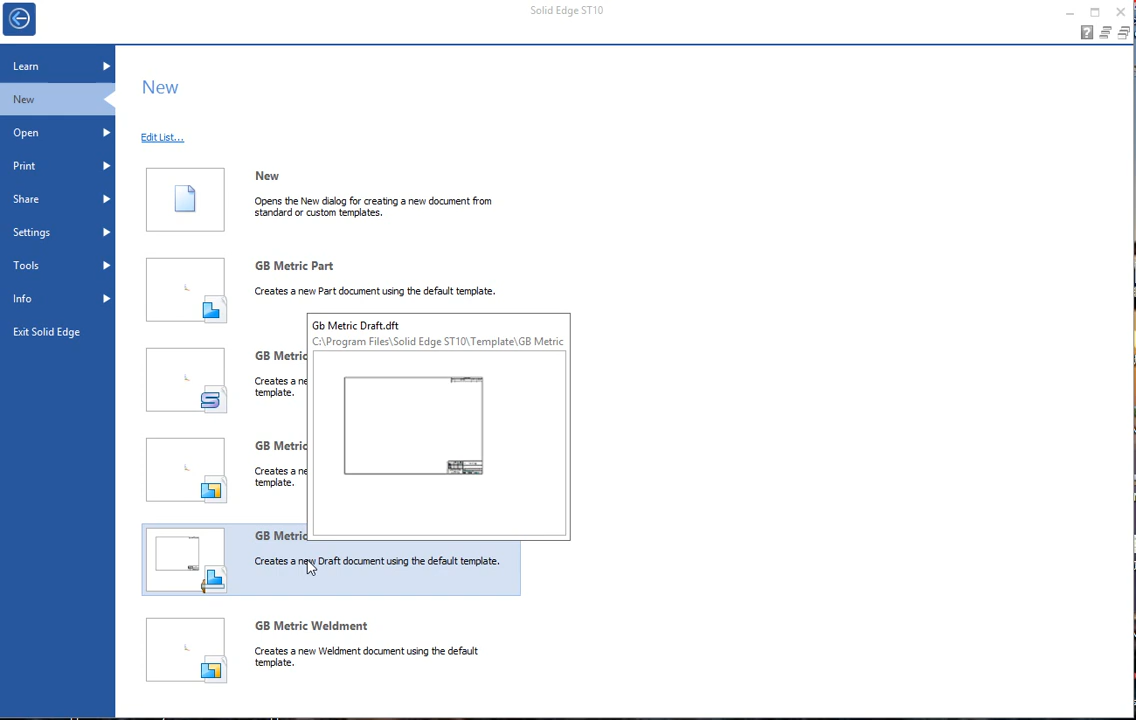 Solid Edge ST10
?
Learn
New
Open
Print
Share
Settings
Tools
Info
Exit Solid Edge
New
Edit List...
New
Opens the New dialog for creating a new document from
standard or custom templates.
GB Metric Part
Creates a new Part document using the default template.
GB Metric
Creates a ne
template.
GB Metric
Creates a ne
template.
Gb Metric Draft.dft
C:\Program Files\Solid Edge ST10\Template\GB Metric
GB Metric
Creates a new Draft document using the default template.
GB Metric Weldment
Creates a new Weldment document using the default
template.